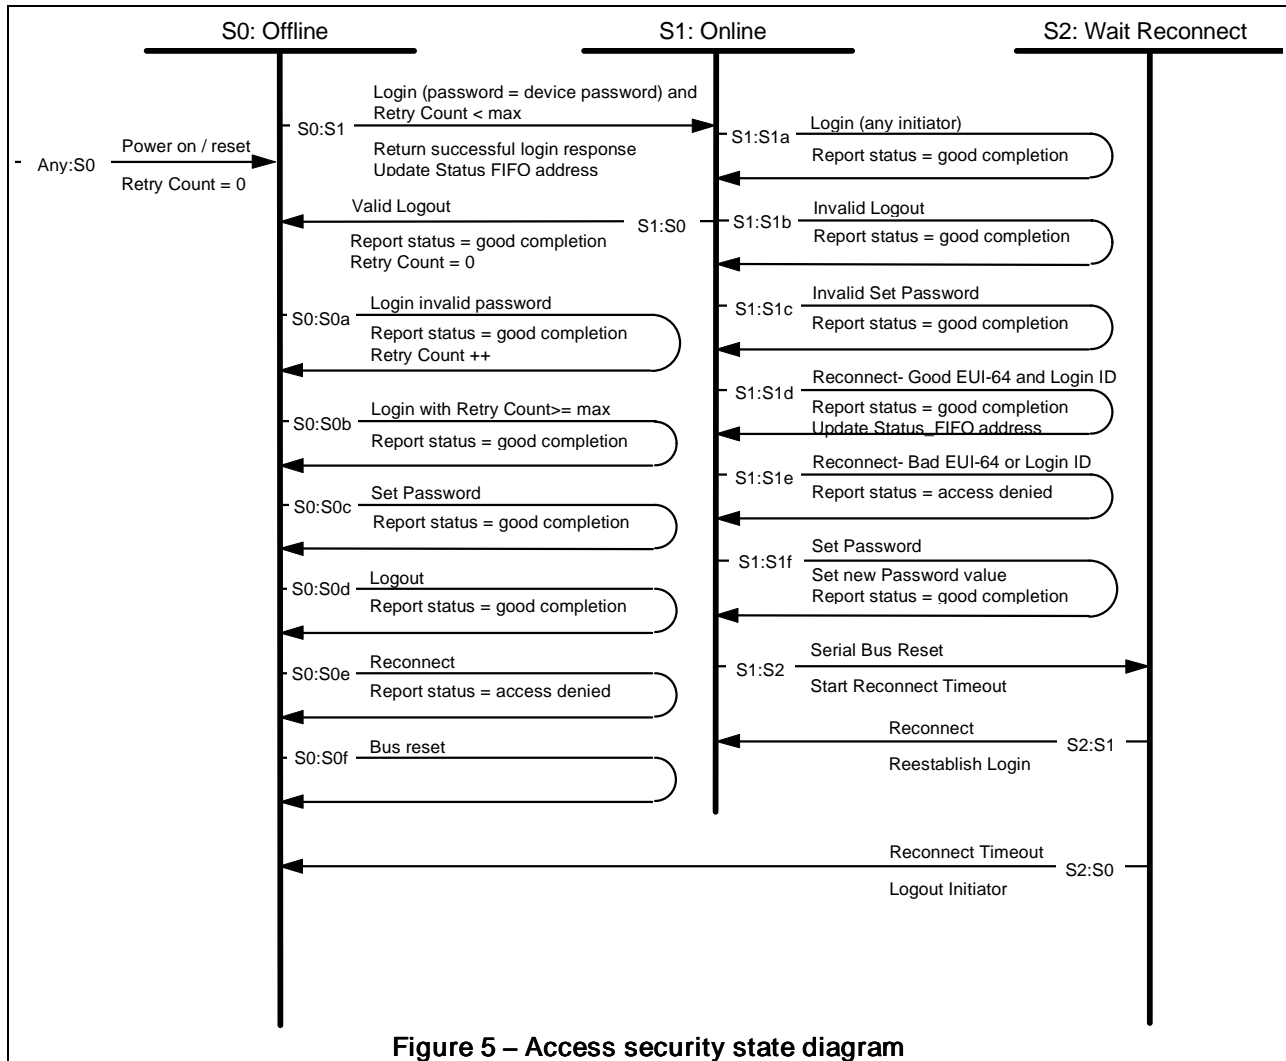 S0: Offline
S1: Online
S2: Wait Reconnect
Login (password = device password) and
Retry Count < max
S0:S1
Return successful login response
Update Status FIFO address
Power on / reset
Any:S0
Retry Count = 0
Valid Logout
S1:S0
Report status = good completion
Retry Count = 0
Login invalid password
S0:S0a
Report status = good completion
Retry Count ++
Login with Retry Count>= max
S0:S0b
Report status = good completion
Set Password
S0:S0c
Report status = good completion
Logout
S0:S0d
Report status = good completion
Reconnect
S0:S0e
Report status = access denied
Bus reset
S0:S0f
Login (any initiator)
S1:S1a
Report status = good completion
Invalid Logout
S1:S1b
Report status = good completion
Invalid Set Password
S1:S1c
Report status = good completion
Reconnect- Good EUI-64 and Login ID
S1:S1d
Report status = good completion
Update Status_FIFO address
Reconnect- Bad EUI-64 or Login ID
S1:S1e
Report status = access denied
Set Password
S1:S1f
Set new Password value
Report status = good completion
Serial Bus Reset
S1:S2
Start Reconnect Timeout
Reconnect
S2:S1
Reestablish Login
Reconnect Timeout
S2:S0
Logout Initiator
Figure 5 – Access security state diagram